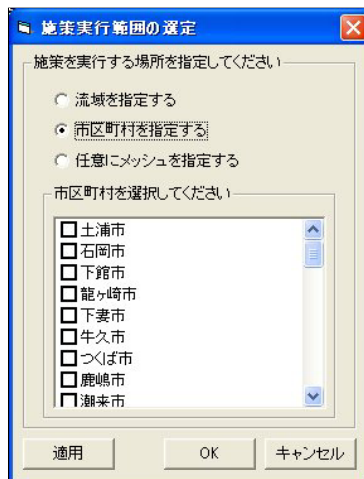 施策実行範囲の選定
施策を実行する場所を指定してください
流域を指定する
市区町村を指定する
任意にメッシュを指定する
市区町村を選択してください
土浦市
石岡市
下館市
龍ヶ崎市
下妻市
牛久市
つくば市
鹿嶋市
潮来市
適用
OK
キャンセル